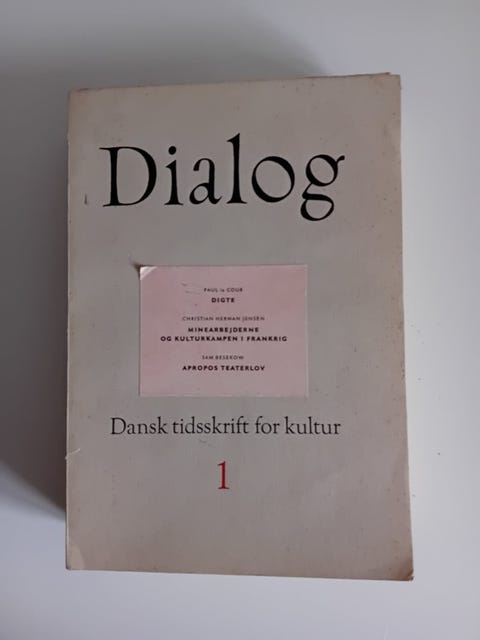 Dialog
PAUL la COUR
DIGTE
CHRISTIAN HERMAN JENSEN
MINEARBEJDERNE
OG KULTURKAMPEN I FRANKRIG
SAM BESEKOW
APROPOS TEATERLOV
Dansk tidsskrift for kultur
1